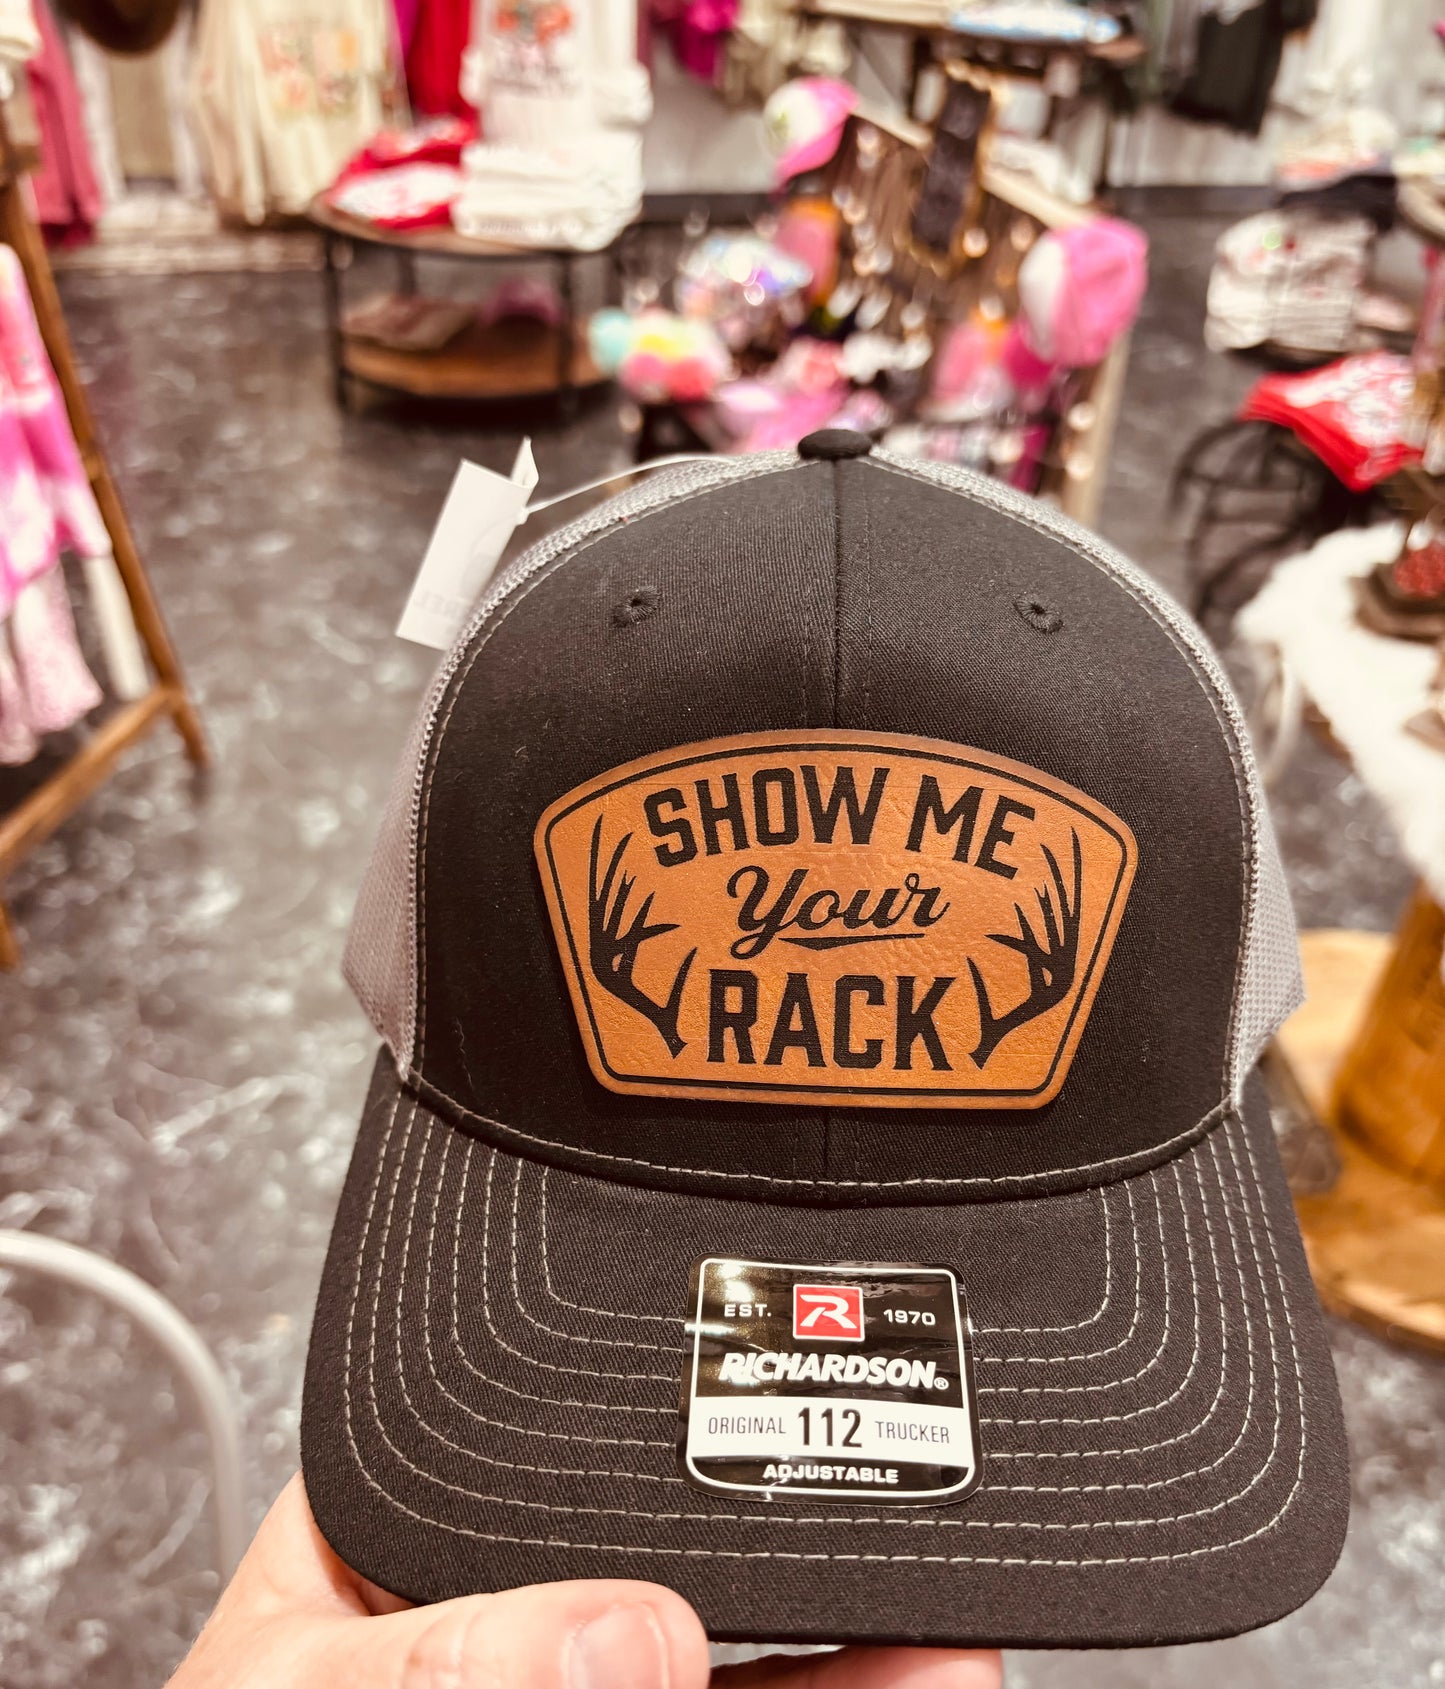 SHOW ME
Your
RACK
EST. R 1970
RICHARDSON®
ORIGINAL 112 TRUCKER
ADJUSTABLE